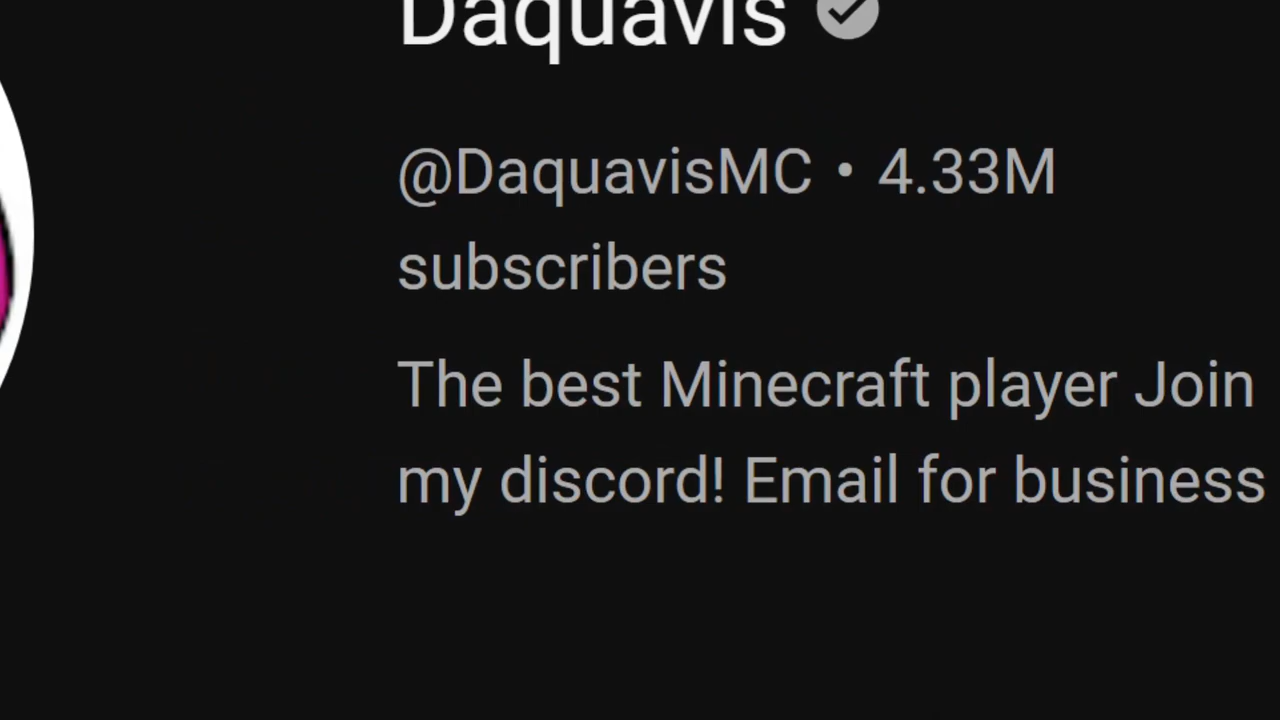 Daquavis
@DaquavisMC • 4.33M
subscribers
The best Minecraft player Join
my discord! Email for business